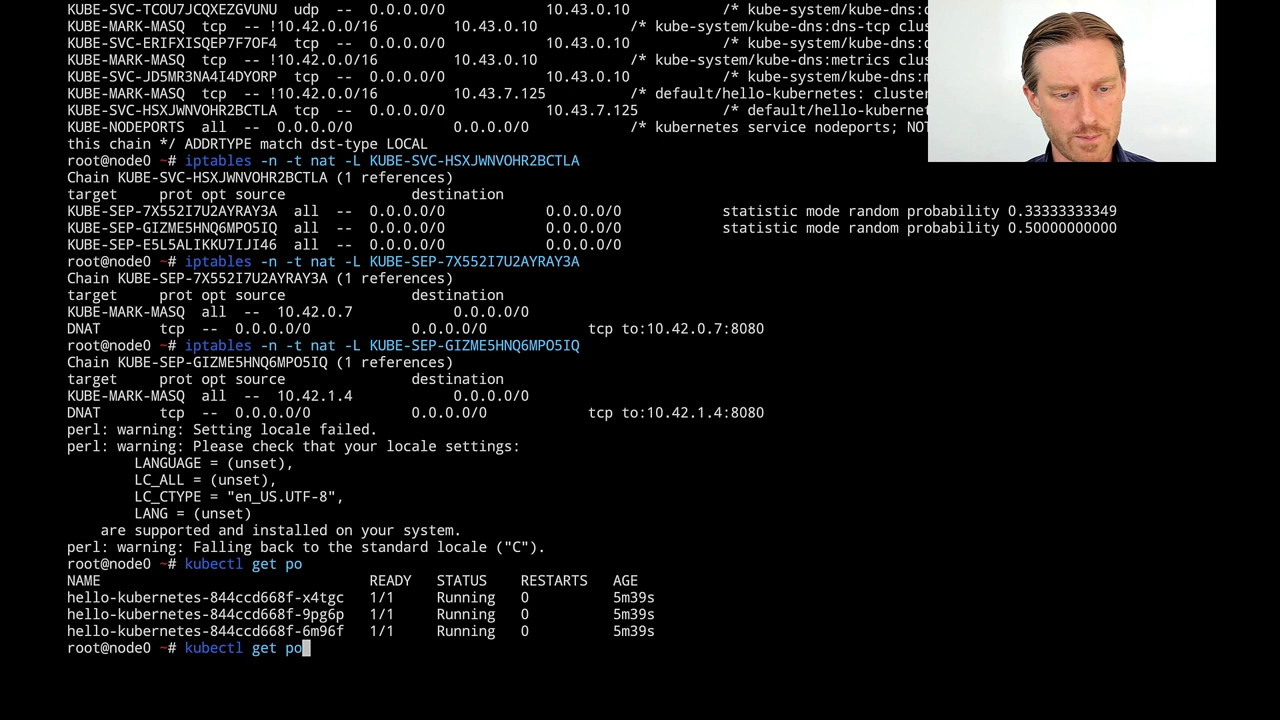 KUBE-SVC-TCOU7JCQXEZGVUNU  udp  --  0.0.0.0/0            10.43.0.10           /* kube-system/kube-dns:
KUBE-MARK-MASQ  tcp  -- !10.42.0.0/16         10.43.0.10           /* kube-system/kube-dns:dns-tcp clus
KUBE-SVC-ERIFXISQEP7F7OF4  tcp  --  0.0.0.0/0            10.43.0.10           /* kube-system/kube-dns:
KUBE-MARK-MASQ  tcp  -- !10.42.0.0/16         10.43.0.10           /* kube-system/kube-dns:metrics clus
KUBE-SVC-JD5MR3NA4I4DYORP  tcp  --  0.0.0.0/0            10.43.0.10           /* kube-system/kube-dns:
KUBE-MARK-MASQ  tcp  -- !10.42.0.0/16         10.43.7.125          /* default/hello-kubernetes: cluster
KUBE-SVC-HSXJWNVOHR2BCTLA  tcp  --  0.0.0.0/0            10.43.7.125          /* default/hello-kubernet
KUBE-NODEPORTS  all  --  0.0.0.0/0            0.0.0.0/0            /* kubernetes service nodeports; NOT
this chain */ ADDRTYPE match dst-type LOCAL
root@node0 ~# iptables -n -t nat -L KUBE-SVC-HSXJWNVOHR2BCTLA
Chain KUBE-SVC-HSXJWNVOHR2BCTLA (1 references)
target     prot opt source               destination
KUBE-SEP-7X552I7U2AYRAY3A  all  --  0.0.0.0/0            0.0.0.0/0            statistic mode random probability 0.33333333349
KUBE-SEP-GIZME5HNQ6MPO5IQ  all  --  0.0.0.0/0            0.0.0.0/0            statistic mode random probability 0.50000000000
KUBE-SEP-E5L5ALIKKU7IJI46  all  --  0.0.0.0/0            0.0.0.0/0
root@node0 ~# iptables -n -t nat -L KUBE-SEP-7X552I7U2AYRAY3A
Chain KUBE-SEP-7X552I7U2AYRAY3A (1 references)
target     prot opt source               destination
KUBE-MARK-MASQ  all  --  10.42.0.7            0.0.0.0/0
DNAT       tcp  --  0.0.0.0/0            0.0.0.0/0            tcp to:10.42.0.7:8080
root@node0 ~# iptables -n -t nat -L KUBE-SEP-GIZME5HNQ6MPO5IQ
Chain KUBE-SEP-GIZME5HNQ6MPO5IQ (1 references)
target     prot opt source               destination
KUBE-MARK-MASQ  all  --  10.42.1.4            0.0.0.0/0
DNAT       tcp  --  0.0.0.0/0            0.0.0.0/0            tcp to:10.42.1.4:8080
perl: warning: Setting locale failed.
perl: warning: Please check that your locale settings:
        LANGUAGE = (unset),
        LC_ALL = (unset),
        LC_CTYPE = "en_US.UTF-8",
        LANG = (unset)
    are supported and installed on your system.
perl: warning: Falling back to the standard locale ("C").
root@node0 ~# kubectl get po
NAME                                READY   STATUS    RESTARTS   AGE
hello-kubernetes-844ccd668f-x4tgc   1/1     Running   0          5m39s
hello-kubernetes-844ccd668f-9pg6p   1/1     Running   0          5m39s
hello-kubernetes-844ccd668f-6m96f   1/1     Running   0          5m39s
root@node0 ~# kubectl get po